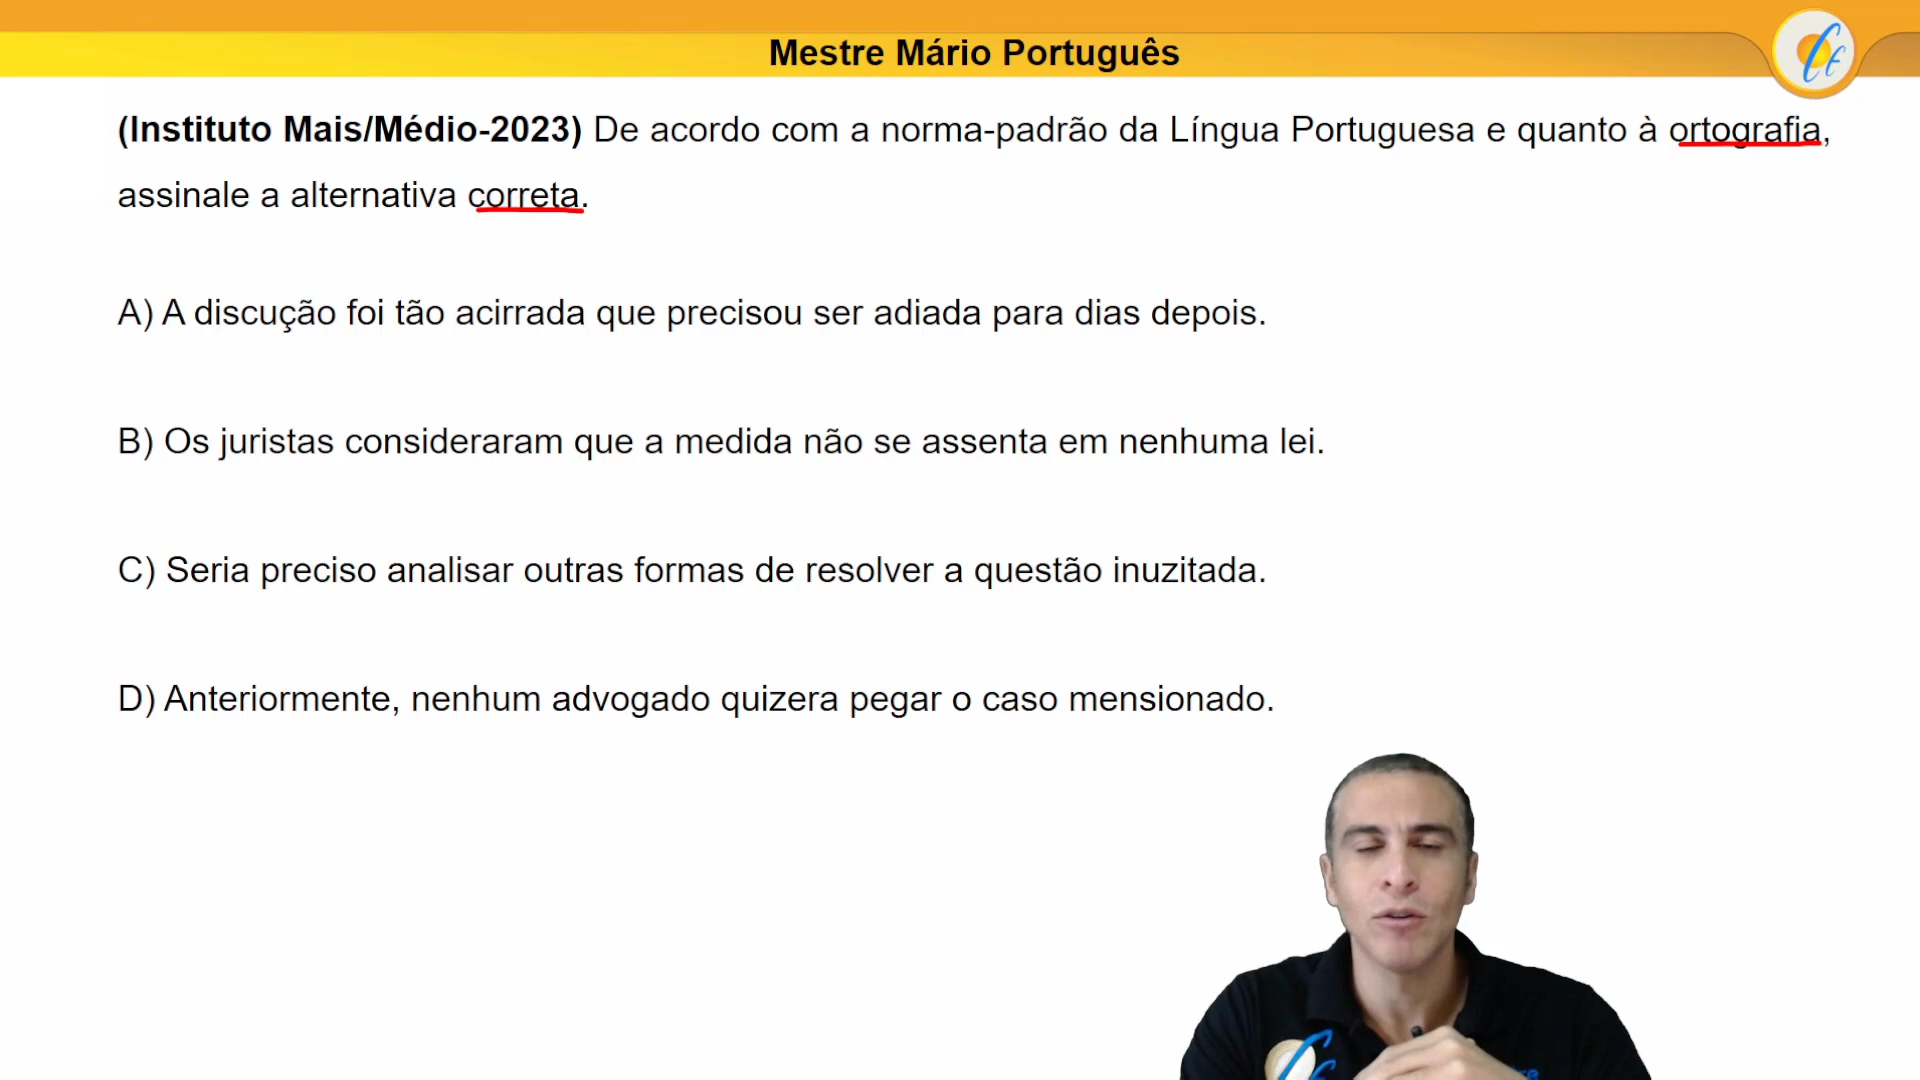 Mestre Mário Português
(Instituto Mais/Médio-2023) De acordo com a norma-padrão da Língua Portuguesa e quanto à ortografia,
assinale a alternativa correta.
A) A discução foi tão acirrada que precisou ser adiada para dias depois.
B) Os juristas consideraram que a medida não se assenta em nenhuma lei.
C) Seria preciso analisar outras formas de resolver a questão inuzitada.
D) Anteriormente, nenhum advogado quizera pegar o caso mensionado.